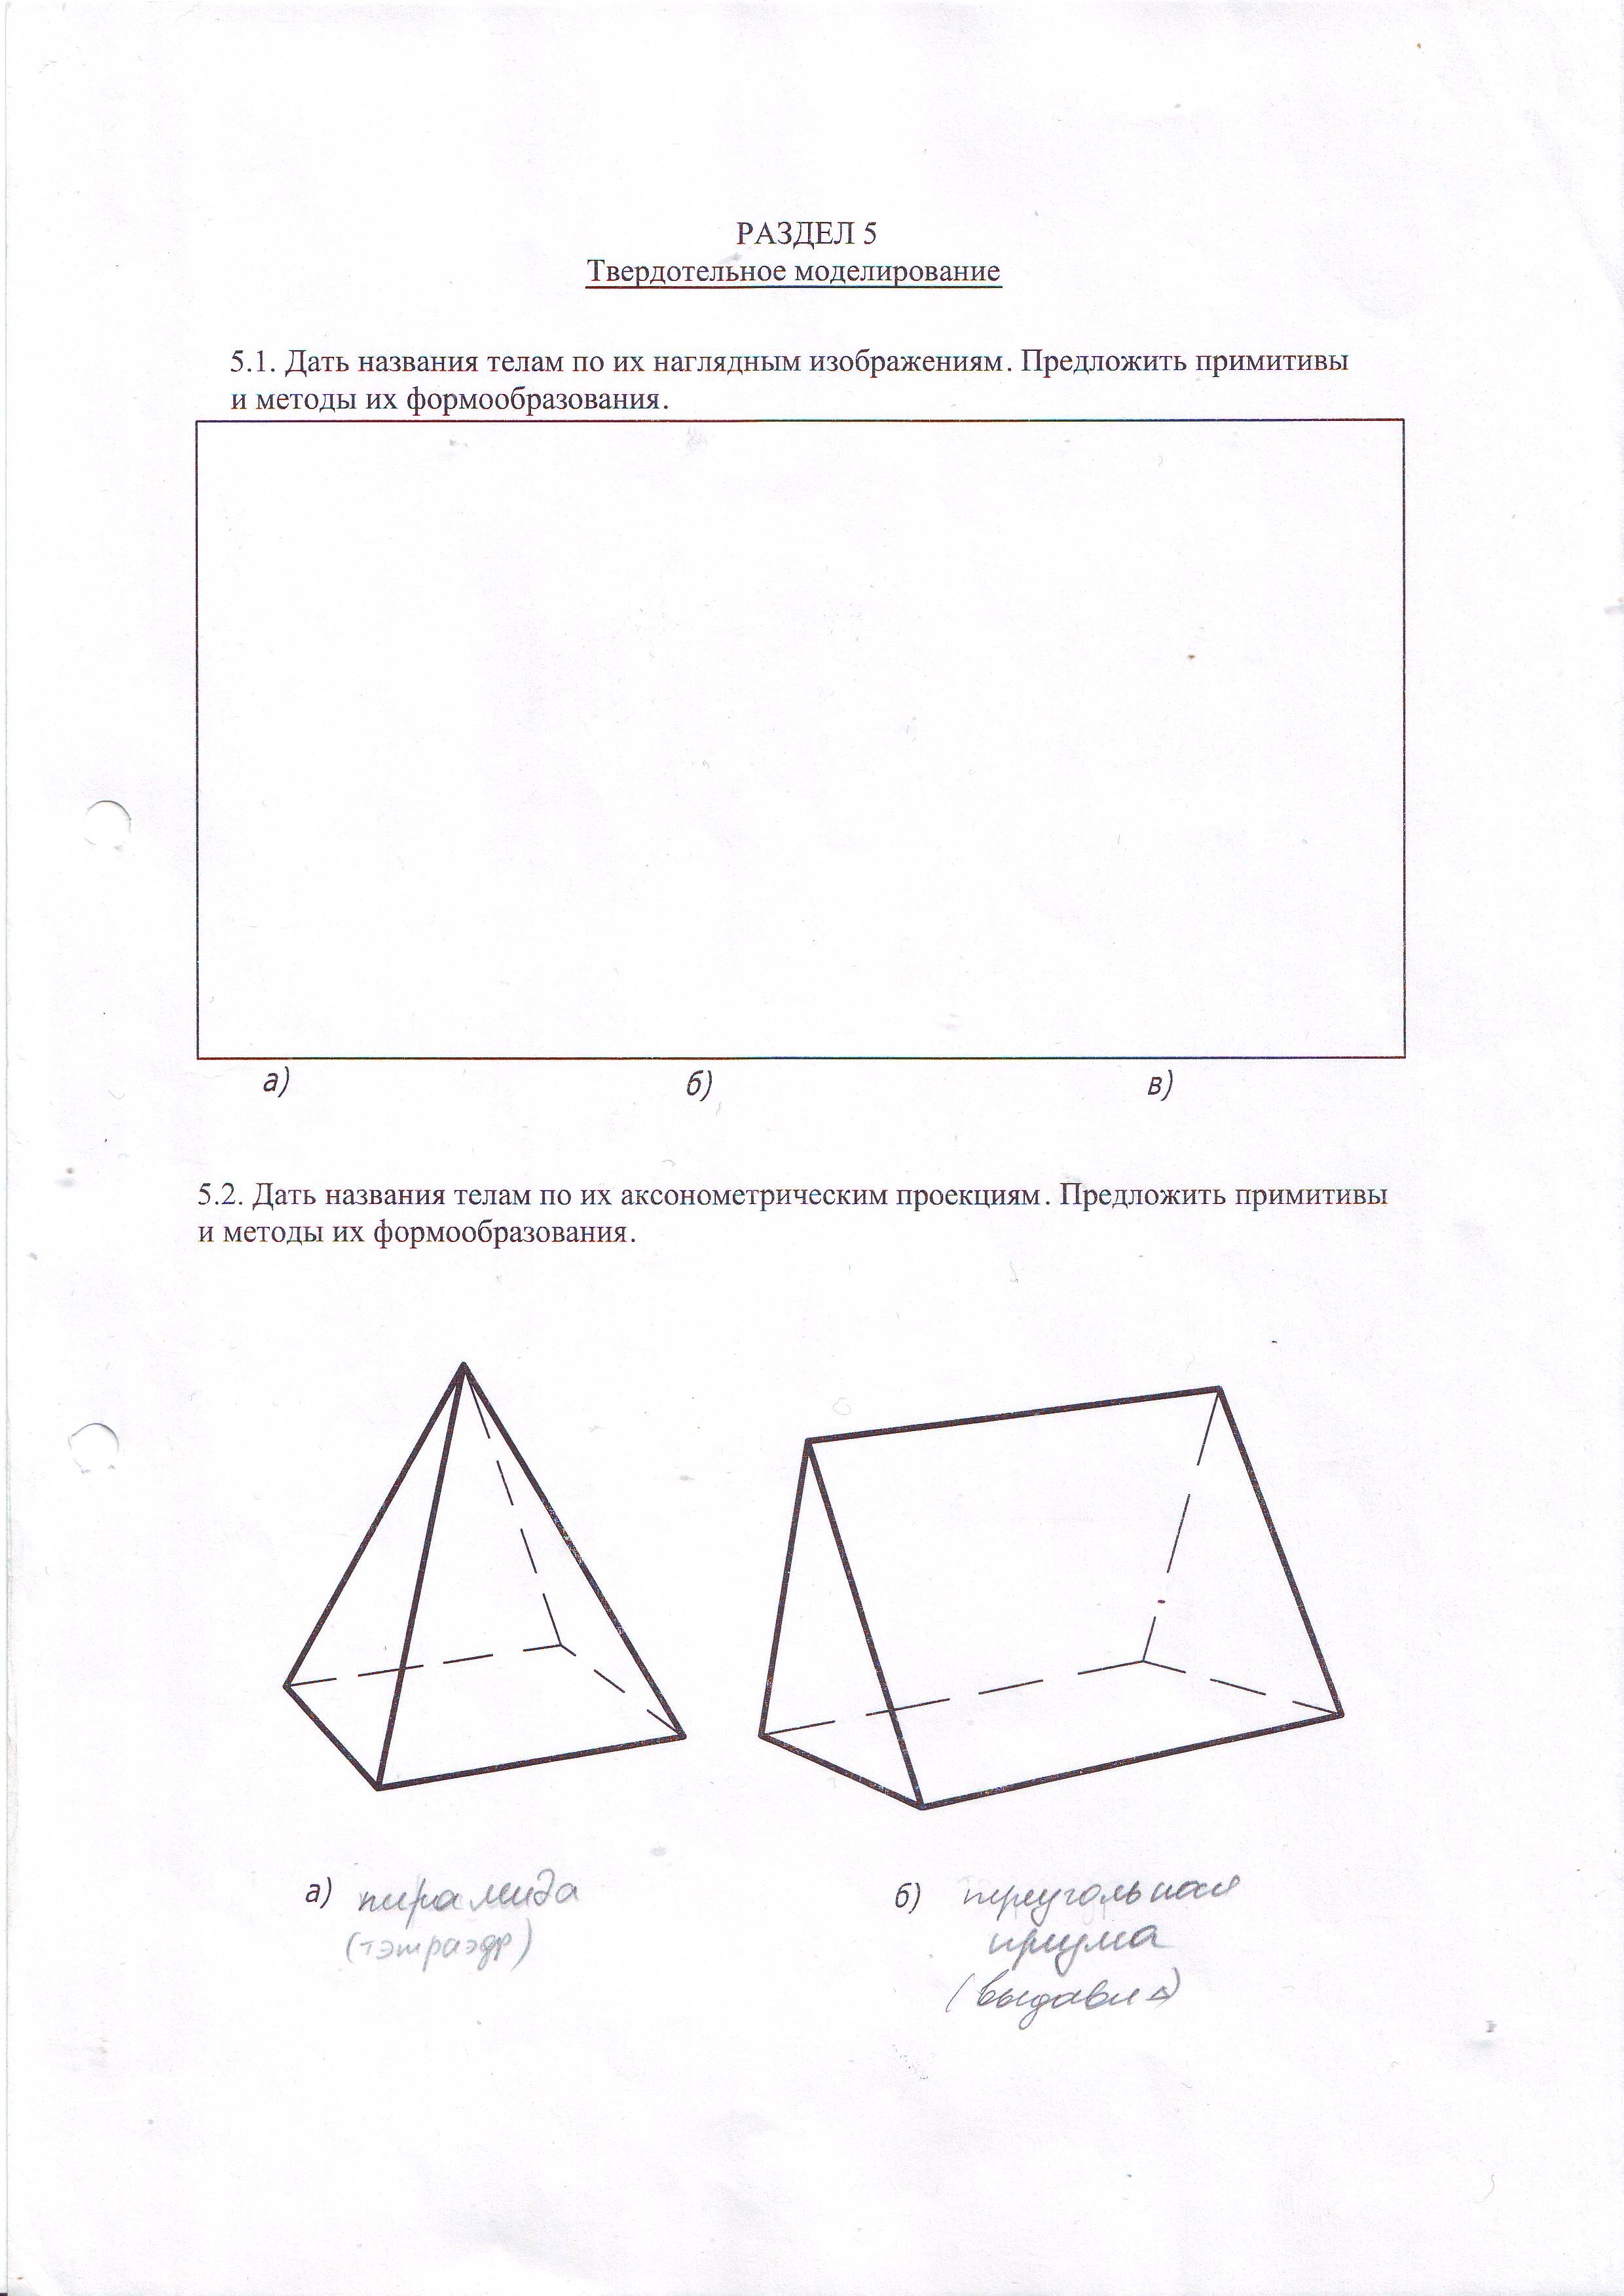 РАЗДЕЛ 5
Твердотельное моделирование
5.1. Дать названия телам по их наглядным изображениям. Предложить примитивы
и методы их формообразования.
а) б) в)
5.2. Дать названия телам по их аксонометрическим проекциям. Предложить примитивы
и методы их формообразования.
а) пирамида
(тэтраэдр)
б) треугольная
призма